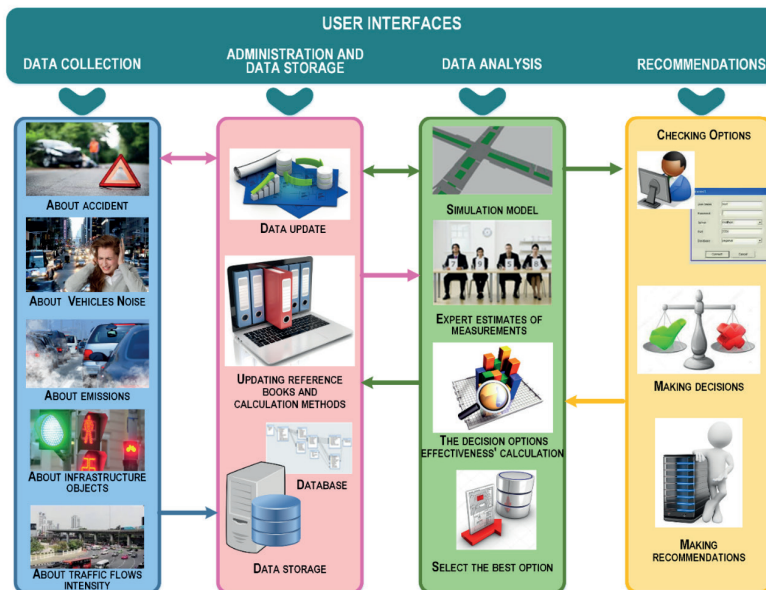 USER INTERFACES
DATA COLLECTION
ADMINISTRATION AND
DATA STORAGE
DATA ANALYSIS
RECOMMENDATIONS
ABOUT ACCIDENT
ABOUT VEHICLES NOISE
ABOUT EMISSIONS
ABOUT INFRASTRUCTURE
OBJECTS
ABOUT TRAFFIC FLOWS
INTENSITY
DATA UPDATE
UPDATING REFERENCE
BOOKS AND
CALCULATION METHODS
DATABASE
DATA STORAGE
SIMULATION MODEL
EXPERT ESTIMATES OF
MEASUREMENTS
THE DECISION OPTIONS
EFFECTIVENESS' CALCULATION
SELECT THE BEST OPTION
CHECKING OPTIONS
MAKING DECISIONS
MAKING
RECOMMENDATIONS